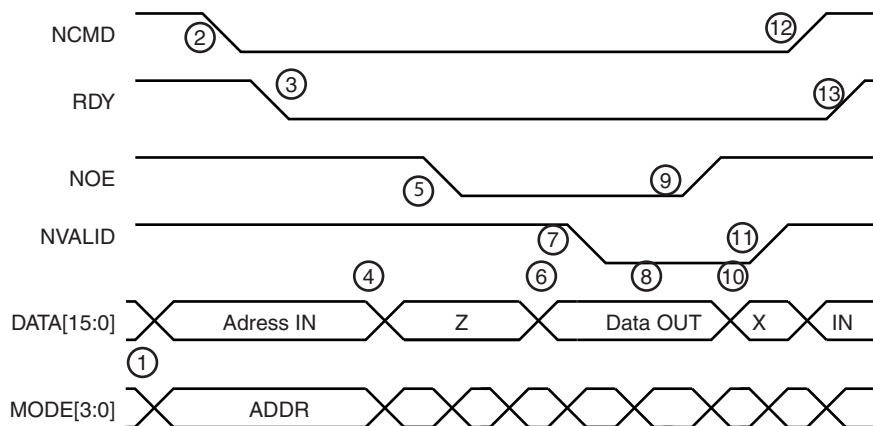 NCMD ② ⑫
RDY ③ ⑬
NOE ⑤ ⑨
NVALID ⑦ ⑪
④ ⑥ ⑧ ⑩
DATA[15:0] Adress IN Z Data OUT X IN
①
MODE[3:0] ADDR